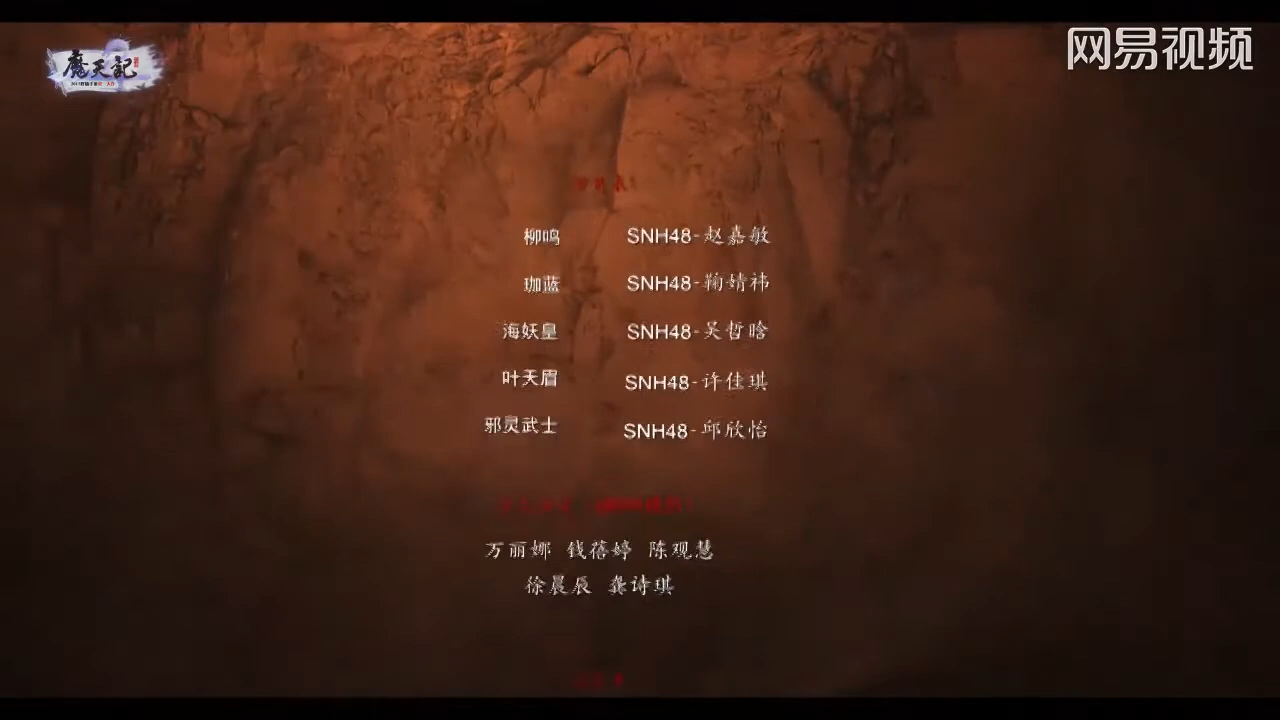 魔天記
网易视频
柳鸣 SNH48-赵嘉敏
珈蓝 SNH48-鞠婧祎
海妖皇 SNH48-吴哲晗
叶天眉 SNH48-许佳琪
邪灵武士 SNH48-邱欣怡
万丽娜 钱蓓婷 陈观慧
徐晨辰 龚诗琪